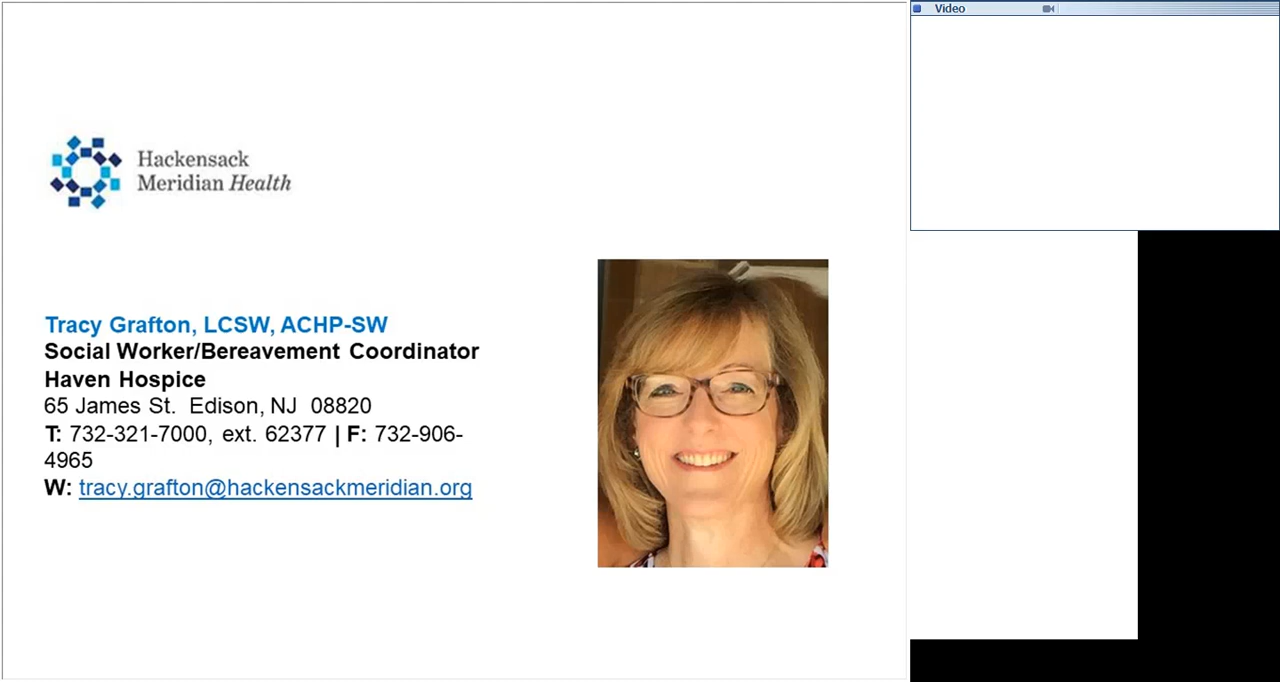 Video
Hackensack
Meridian Health
Tracy Grafton, LCSW, ACHP-SW
Social Worker/Bereavement Coordinator
Haven Hospice
65 James St. Edison, NJ 08820
T: 732-321-7000, ext. 62377 | F: 732-906-
4965
W: tracy.grafton@hackensackmeridian.org